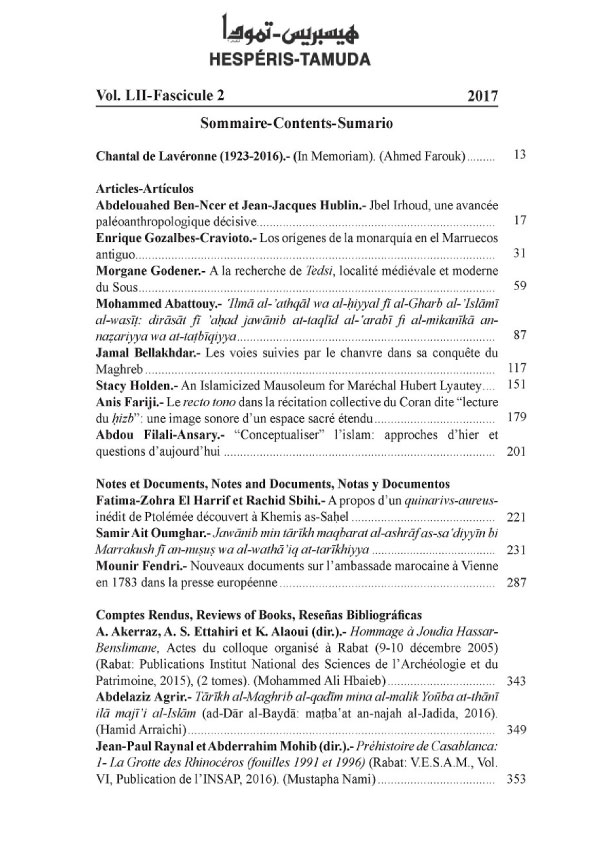 هيسبريس-تمودا
HESPÉRIS-TAMUDA
Vol. LII-Fascicule 2 2017
Sommaire-Contents-Sumario
Chantal de Lavéronne (1923-2016).- (In Memoriam). (Ahmed Farouk)......... 13
Articles-Artículos
Abdelouahed Ben-Ncer et Jean-Jacques Hublin.- Jbel Irhoud, une avancée
paléoanthropologique décisive.......................................................................... 17
Enrique Gozalbes-Cravioto.- Los orígenes de la monarquía en el Marruecos
antiguo............................................................................................................. 31
Morgane Godener.- A la recherche de Tedsi, localité médiévale et moderne
du Sous............................................................................................................ 59
Mohammed Abattouy.- ‘Ilmā al-’athqāl wa al-ḥiyyal fī al-Gharb al-’Islāmī
al-wasīṭ: dirāsāt fī ’aḥad jawānib at-taqlīd al-‘arabī fi al-mikanīkā an-
naẓariyya wa at-taṭbīqiyya............................................................................... 87
Jamal Bellakhdar.- Les voies suivies par le chanvre dans sa conquête du
Maghreb .......................................................................................................... 117
Stacy Holden.- An Islamicized Mausoleum for Maréchal Hubert Lyautey.... 151
Anis Fariji.- Le recto tono dans la récitation collective du Coran dite “lecture
du ḥizb”: une image sonore d’un espace sacré étendu..................................... 179
Abdou Filali-Ansary.- “Conceptualiser” l’islam: approches d’hier et
questions d’aujourd’hui ................................................................................... 201
Notes et Documents, Notes and Documents, Notas y Documentos
Fatima-Zohra El Harrif et Rachid Sbihi.- A propos d’un quinarivs-aureus-
inédit de Ptolémée découvert à Khemis as-Saḥel ............................................ 221
Samir Ait Oumghar.- Jawānib min tārīkh maqbarat al-ashrāf as-sa‘diyyīn bi
Marrakush fī an-nuṣuṣ wa al-wathā’iq at-tarīkhiyya ...................................... 231
Mounir Fendri.- Nouveaux documents sur l’ambassade marocaine à Vienne
en 1783 dans la presse européenne.................................................................. 287
Comptes Rendus, Reviews of Books, Reseñas Bibliográficas
A. Akerraz, A. S. Ettahiri et K. Alaoui (dir.).- Hommage à Joudia Hassar-
Benslimane, Actes du colloque organisé à Rabat (9-10 décembre 2005)
(Rabat: Publications Institut National des Sciences de l’Archéologie et du
Patrimoine, 2015), (2 tomes). (Mohammed Ali Hbaieb)................................. 343
Abdelaziz Agrir.- Tārīkh al-Maghrib al-qadīm mina al-malik Yoūba at-thānī
ilā majī’i al-Islām (ad-Dār al-Bayḍā: maṭba‘at an-najah al-Jadīda, 2016).
(Hamid Arraichi) ............................................................................................. 349
Jean-Paul Raynal et Abderrahim Mohib (dir.).- Préhistoire de Casablanca:
1- La Grotte des Rhinocéros (fouilles 1991 et 1996) (Rabat: V.E.S.A.M., Vol.
VI, Publication de l’INSAP, 2016). (Mustapha Nami) .................................... 353